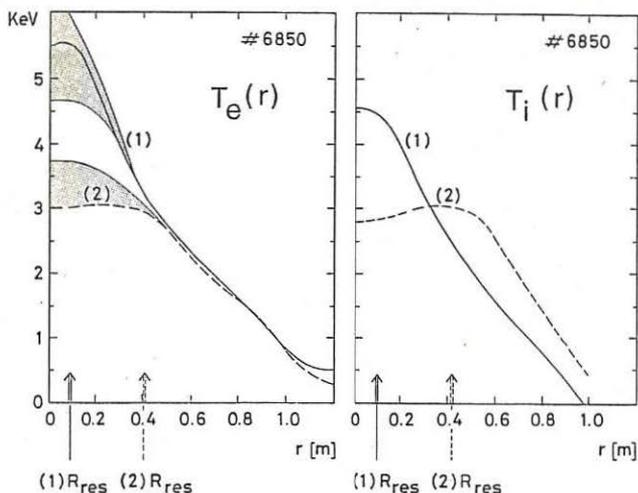 KeV
#6850
#6850
5
T_e(r)
T_i(r)
4
(1)
(1)
3
(2)
(2)
2
1
0
0 0.2 0.4 0.6 0.8 1.0
0.2 0.4 0.6 0.8 1.0
r [m]
r [m]
(1)R_res (2)R_res
(1)R_res (2)R_res